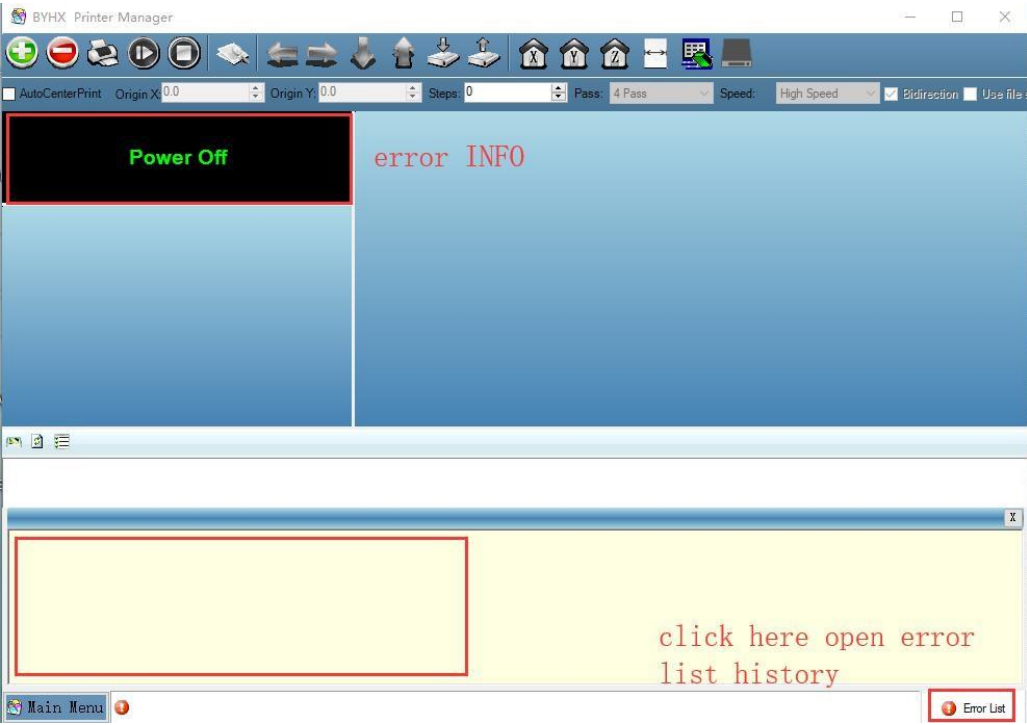 BYHX Printer Manager
X Y Z
AutoCenterPrint Origin X: 0.0 Origin Y: 0.0 Steps: 0 Pass: 4 Pass Speed: High Speed Bidirection Use file
Power Off
error INFO
X
click here open error
list history
Main Menu Error List